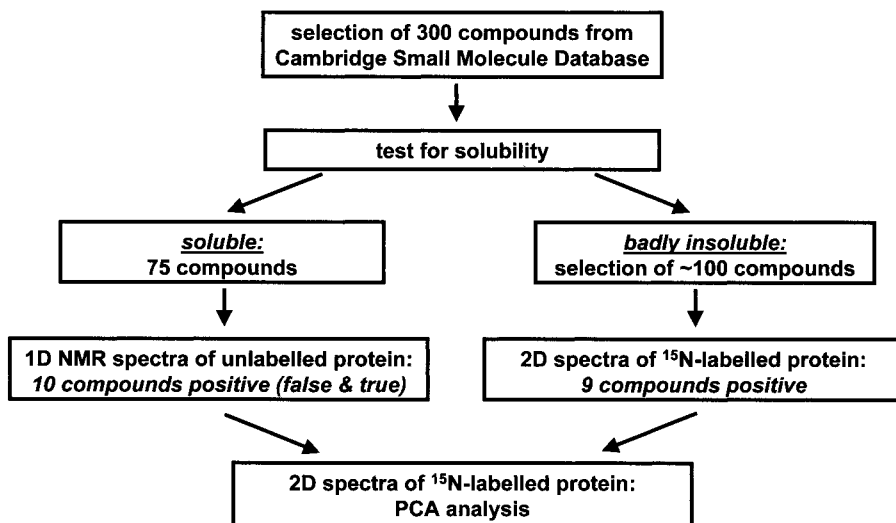 selection of 300 compounds from
Cambridge Small Molecule Database
test for solubility
soluble:
75 compounds
badly insoluble:
selection of ~100 compounds
1D NMR spectra of unlabelled protein:
10 compounds positive (false & true)
2D spectra of ¹⁵N-labelled protein:
9 compounds positive
2D spectra of ¹⁵N-labelled protein:
PCA analysis